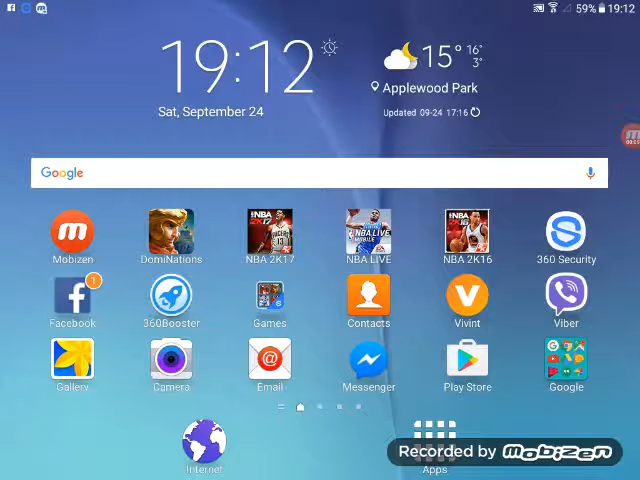 59% 19:12
19:12
15° 16°
3°
Applewood Park
Sat, September 24
Updated 09-24 17:16
Google
Mobizen
DomiNations
NBA 2K17
NBA LIVE
NBA 2K16
360 Security
1
Facebook
360Booster
Games
Contacts
Vivint
Viber
Gallery
Camera
Email
Messenger
Play Store
Google
Internet
Apps
Recorded by mobizen